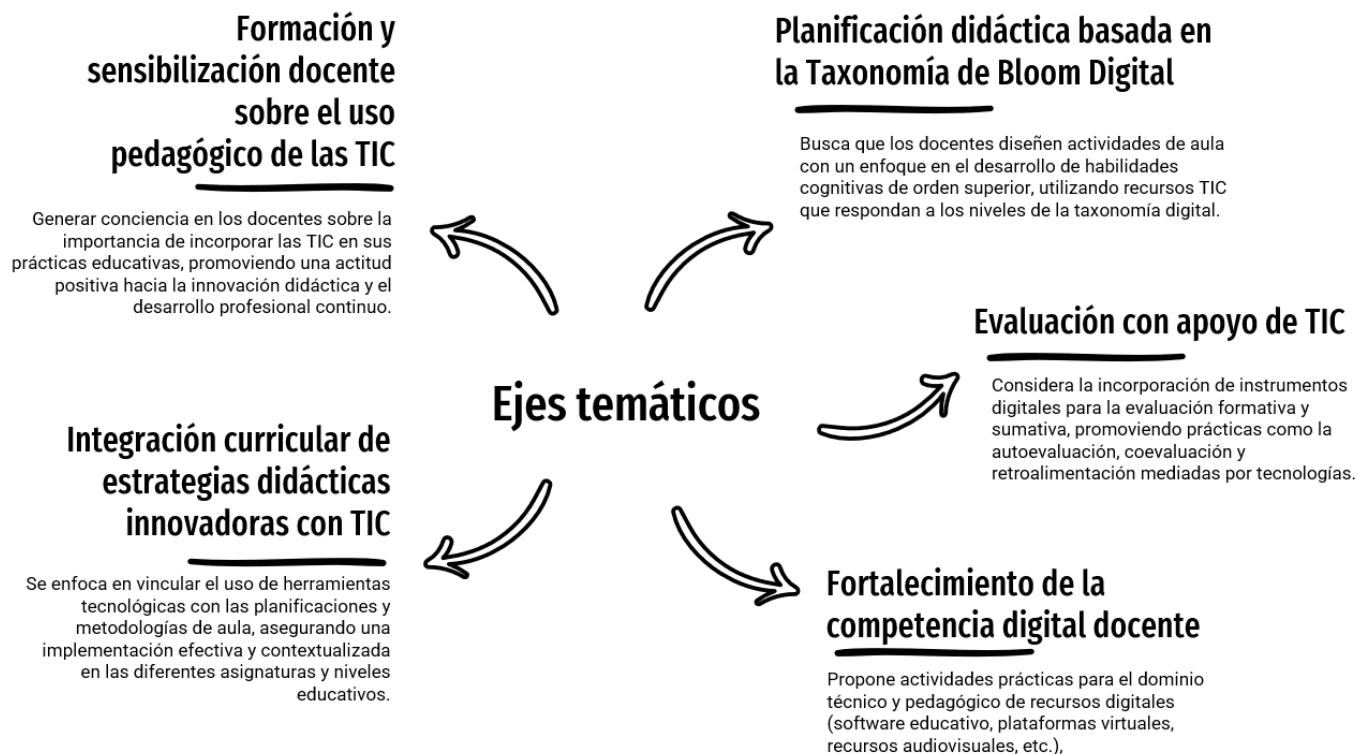 Formación y
sensibilización docente
sobre el uso
pedagógico de las TIC
Generar conciencia en los docentes sobre la
importancia de incorporar las TIC en sus
prácticas educativas, promoviendo una actitud
positiva hacia la innovación didáctica y el
desarrollo profesional continuo.
Planificación didáctica basada en
la Taxonomía de Bloom Digital
Busca que los docentes diseñen actividades de aula
con un enfoque en el desarrollo de habilidades
cognitivas de orden superior, utilizando recursos TIC
que respondan a los niveles de la taxonomía digital.
Ejes temáticos
Evaluación con apoyo de TIC
Considera la incorporación de instrumentos
digitales para la evaluación formativa y
sumativa, promoviendo prácticas como la
autoevaluación, coevaluación y
retroalimentación mediadas por tecnologías.
Integración curricular de
estrategias didácticas
innovadoras con TIC
Se enfoca en vincular el uso de herramientas
tecnológicas con las planificaciones y
metodologías de aula, asegurando una
implementación efectiva y contextualizada
en las diferentes asignaturas y niveles
educativos.
Fortalecimiento de la
competencia digital docente
Propone actividades prácticas para el dominio
técnico y pedagógico de recursos digitales
(software educativo, plataformas virtuales,
recursos audiovisuales, etc.),